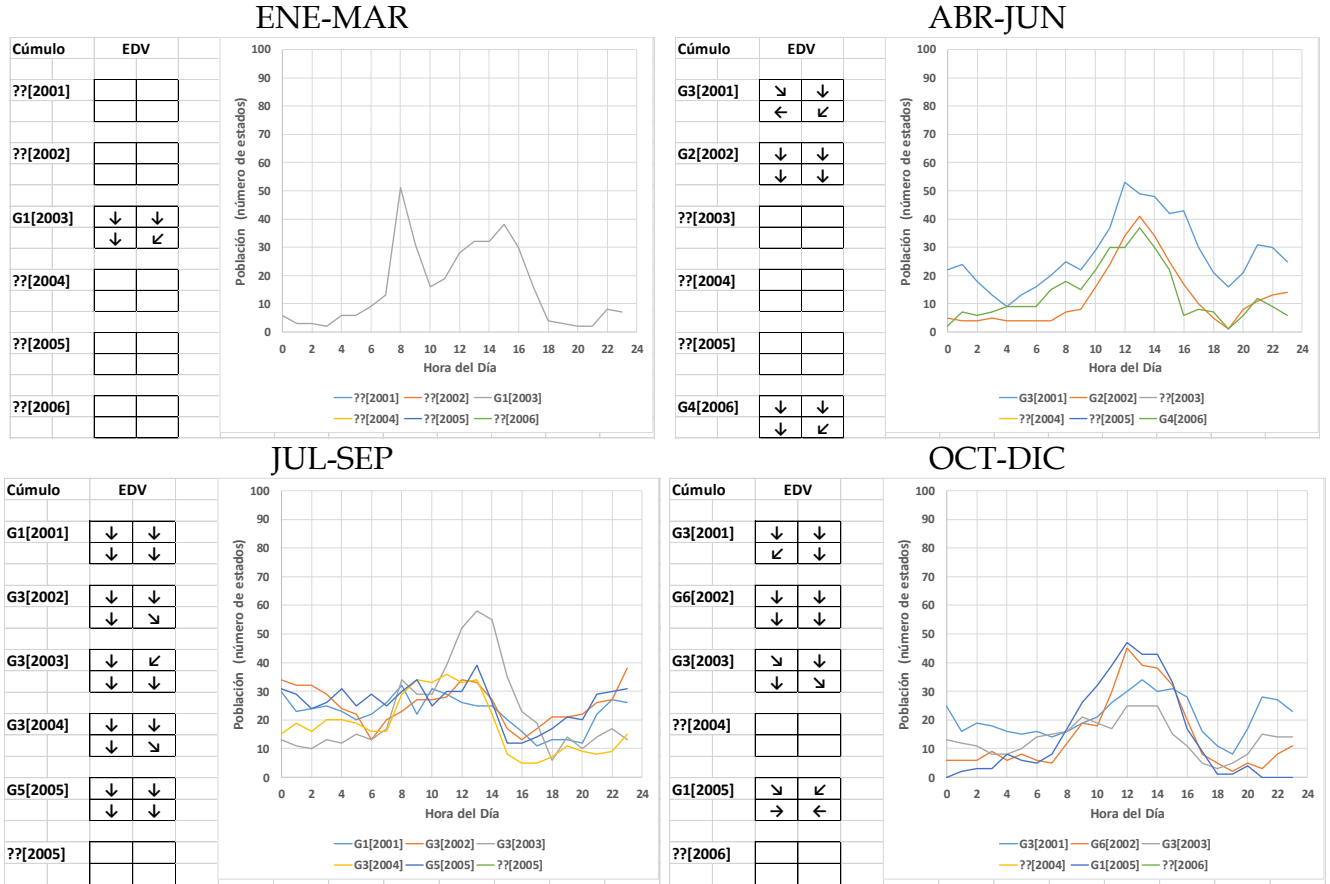 ENE-MAR
Cúmulo EDV
??[2001]
??[2002]
G1[2003] ↓ ↓
↓ ↙
??[2004]
??[2005]
??[2006]
Población (número de estados)
100
90
80
70
60
50
40
30
20
10
0
0 2 4 6 8 10 12 14 16 18 20 22 24
Hora del Día
??[2001] ??[2002] G1[2003]
??[2004] ??[2005] ??[2006]
ABR-JUN
Cúmulo EDV
G3[2001] ↘ ↓
← ↙
G2[2002] ↓ ↓
↓ ↓
??[2003]
??[2004]
??[2005]
G4[2006] ↓ ↓
↓ ↙
Población (número de estados)
100
90
80
70
60
50
40
30
20
10
0
0 2 4 6 8 10 12 14 16 18 20 22 24
Hora del Día
G3[2001] G2[2002] ??[2003]
??[2004] ??[2005] G4[2006]
JUL-SEP
Cúmulo EDV
G1[2001] ↓ ↓
↓ ↓
G3[2002] ↓ ↓
↓ ↘
G3[2003] ↓ ↙
↓ ↓
G3[2004] ↓ ↓
↓ ↘
G5[2005] ↓ ↓
↓ ↓
??[2005]
Población (número de estados)
100
90
80
70
60
50
40
30
20
10
0
0 2 4 6 8 10 12 14 16 18 20 22 24
Hora del Día
G1[2001] G3[2002] G3[2003]
G3[2004] G5[2005] ??[2005]
OCT-DIC
Cúmulo EDV
G3[2001] ↓ ↓
↙ ↓
G6[2002] ↓ ↓
↓ ↓
G3[2003] ↘ ↓
↓ ↘
??[2004]
G1[2005] ↘ ↙
→ ←
??[2006]
Población (número de estados)
100
90
80
70
60
50
40
30
20
10
0
0 2 4 6 8 10 12 14 16 18 20 22 24
Hora del Día
G3[2001] G6[2002] G3[2003]
??[2004] G1[2005] ??[2006]